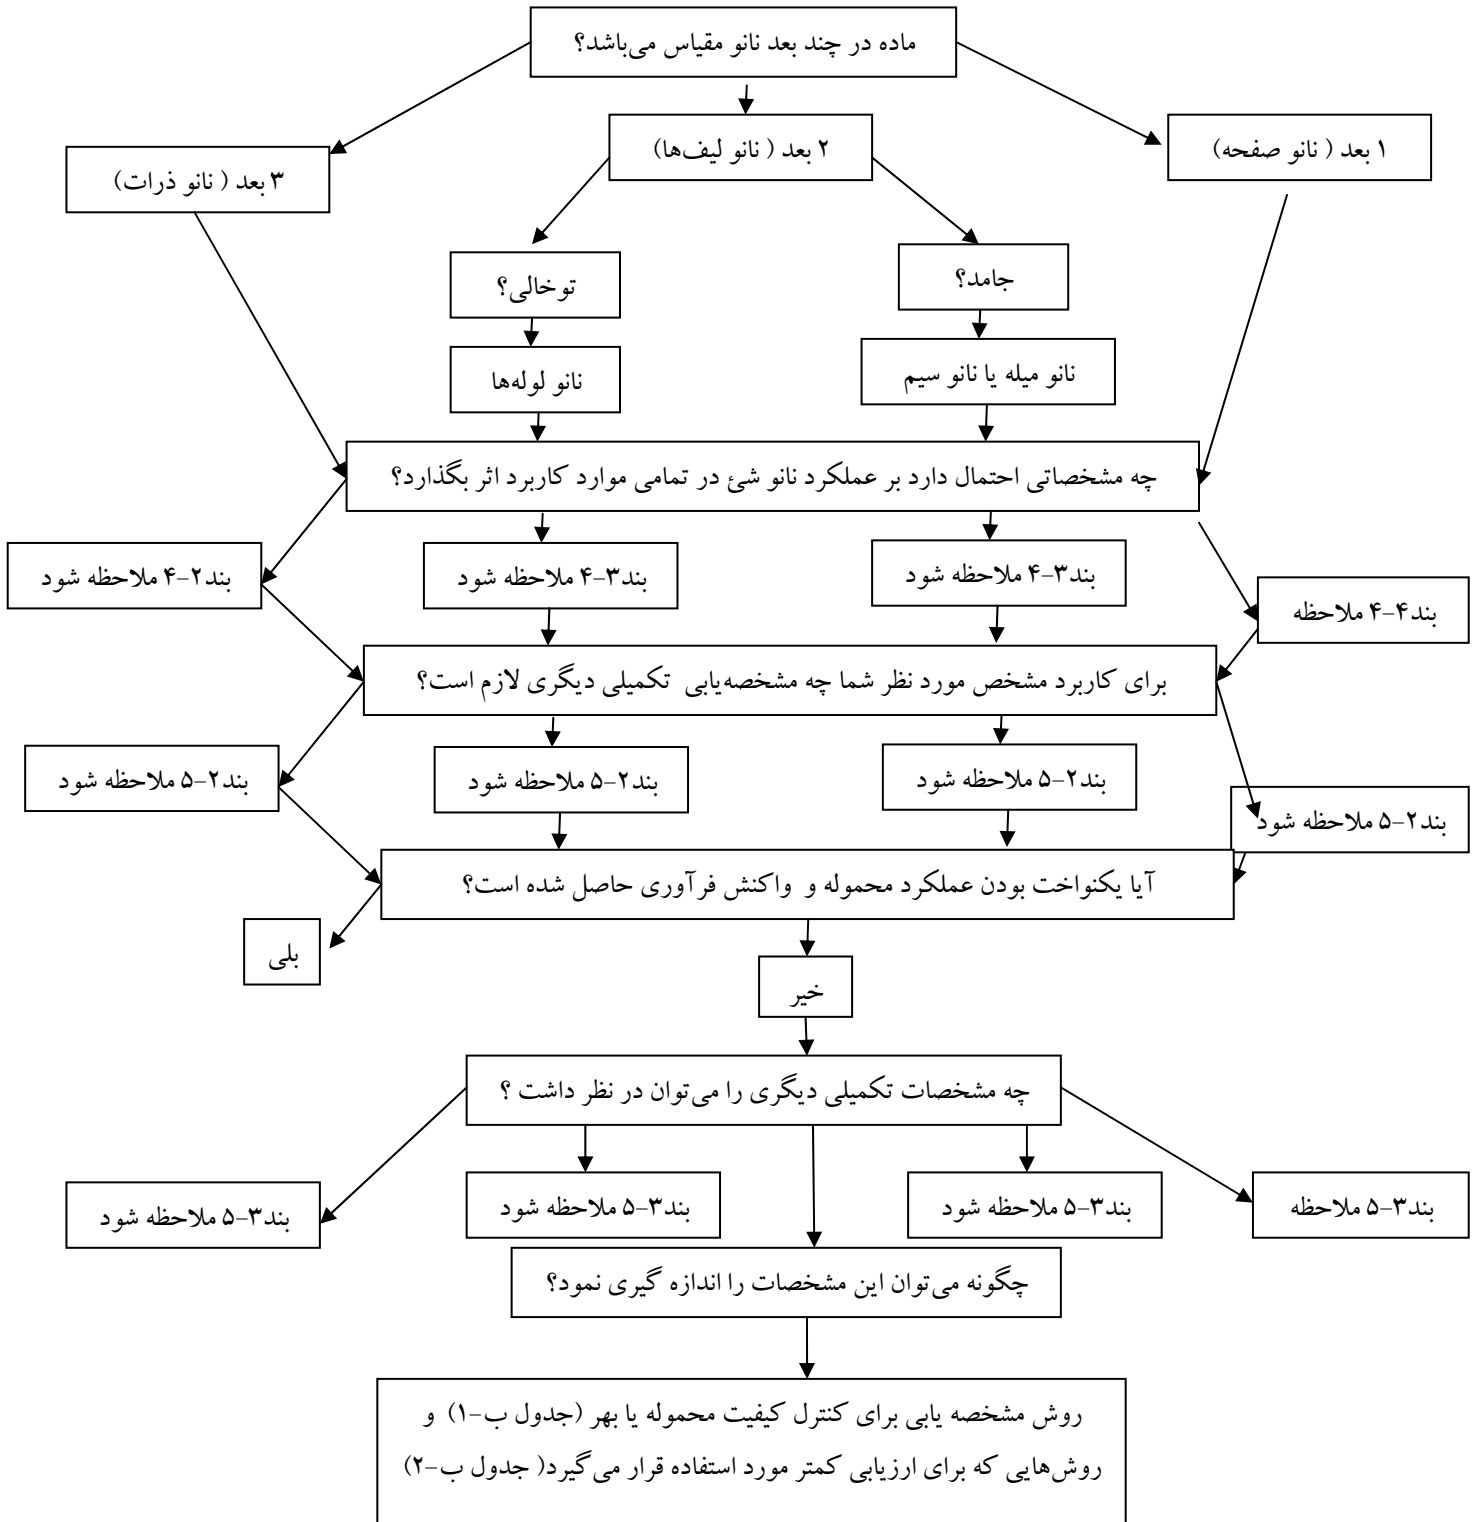 ماده در چند بعد نانو مقیاس می‌باشد؟
۱ بعد ( نانو صفحه)
۲ بعد ( نانو لیف‌ها)
۳ بعد ( نانو ذرات)
جامد؟
توخالی؟
نانو میله یا نانو سیم
نانو لوله‌ها
چه مشخصاتی احتمال دارد بر عملکرد نانو شئ در تمامی موارد کاربرد اثر بگذارد؟
بند۴-۴ ملاحظه
بند۳-۴ ملاحظه شود
بند۳-۴ ملاحظه شود
بند۲-۴ ملاحظه شود
برای کاربرد مشخص مورد نظر شما چه مشخصه‌یابی تکمیلی دیگری لازم است؟
بند۲-۵ ملاحظه شود
بند۲-۵ ملاحظه شود
بند۲-۵ ملاحظه شود
بند۲-۵ ملاحظه شود
آیا یکنواخت بودن عملکرد محموله و واکنش فرآوری حاصل شده است؟
بلی
خیر
چه مشخصات تکمیلی دیگری را می‌توان در نظر داشت ؟
بند۳-۵ ملاحظه
بند۳-۵ ملاحظه شود
بند۳-۵ ملاحظه شود
بند۳-۵ ملاحظه شود
چگونه می‌توان این مشخصات را اندازه گیری نمود؟
روش مشخصه یابی برای کنترل کیفیت محموله یا بهر (جدول ب-۱) و
روش‌هایی که برای ارزیابی کمتر مورد استفاده قرار می‌گیرد( جدول ب-۲)